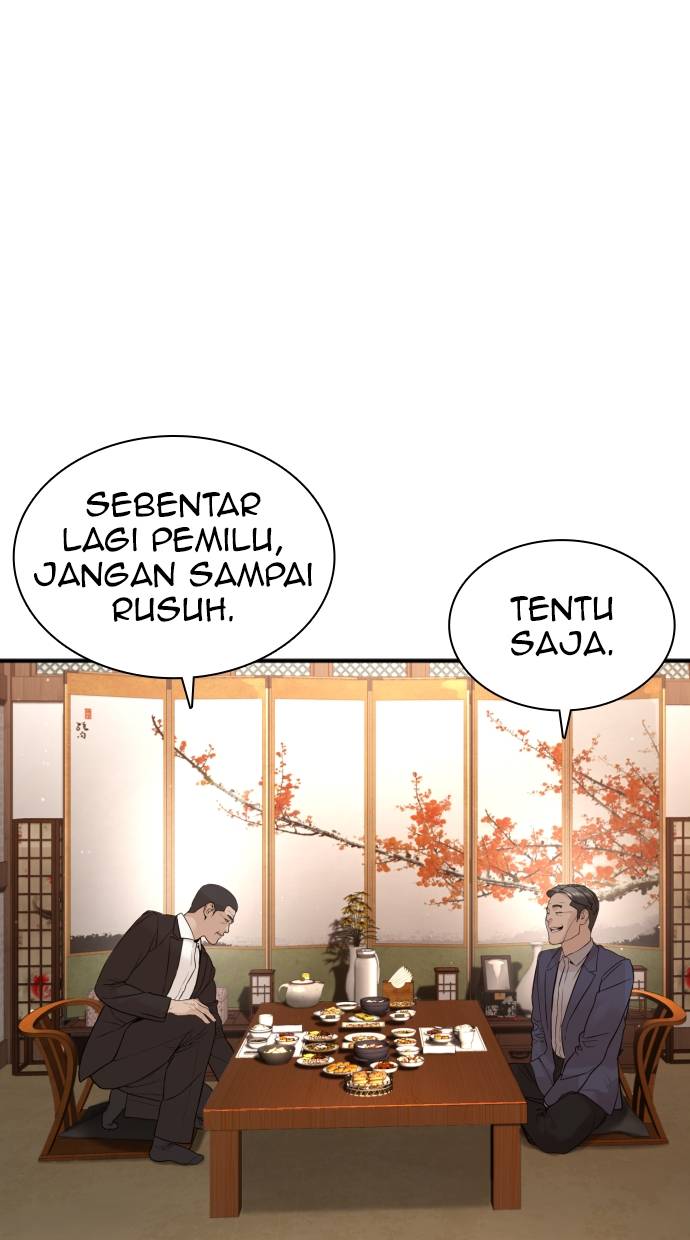 SEBENTAR
LAGI PEMILU,
JANGAN SAMPAI
RUSUH.
TENTU
SAJA.